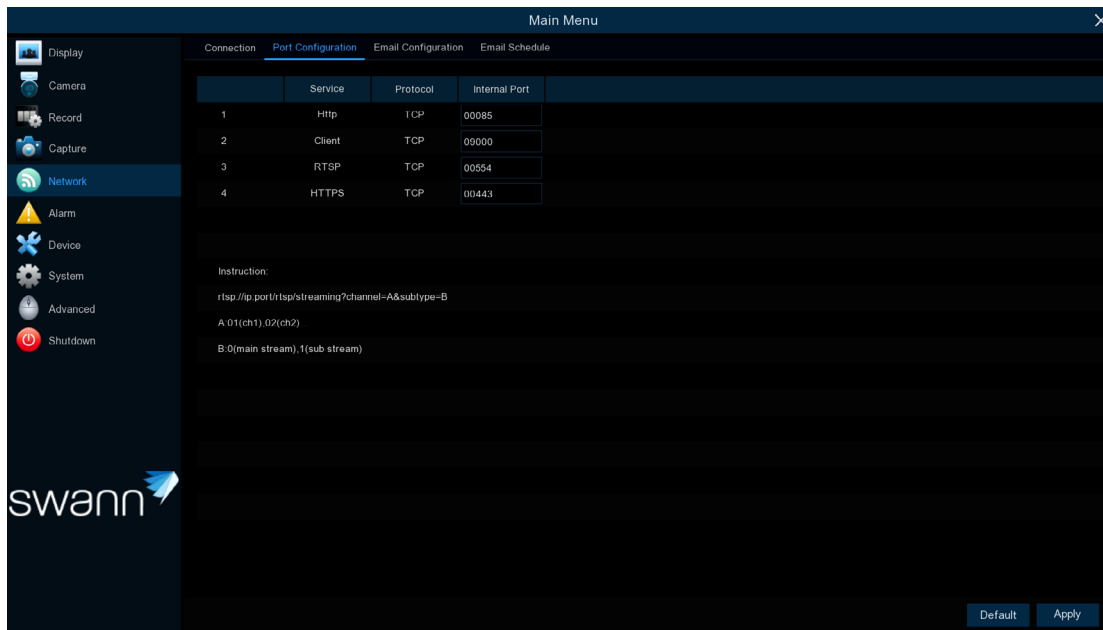 Main Menu
X
Display
Camera
Record
Capture
Network
Alarm
Device
System
Advanced
Shutdown
swann
Connection Port Configuration Email Configuration Email Schedule
Service Protocol Internal Port
1 Http TCP 00085
2 Client TCP 09000
3 RTSP TCP 00554
4 HTTPS TCP 00443
Instruction:
rtsp://ip:port/rtsp/streaming?channel=A&subtype=B
A:01(ch1),02(ch2)...
B:0(main stream),1(sub stream)
Default Apply